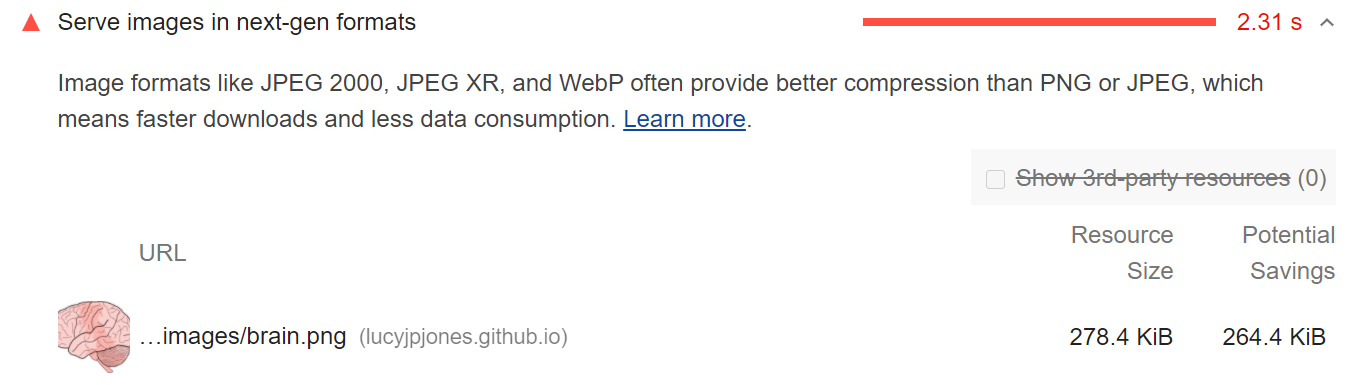 Serve images in next-gen formats 2.31 s
Image formats like JPEG 2000, JPEG XR, and WebP often provide better compression than PNG or JPEG, which
means faster downloads and less data consumption. Learn more.
Show 3rd-party resources (0)
URL Resource Size Potential Savings
…images/brain.png (lucyjpjones.github.io) 278.4 KiB 264.4 KiB